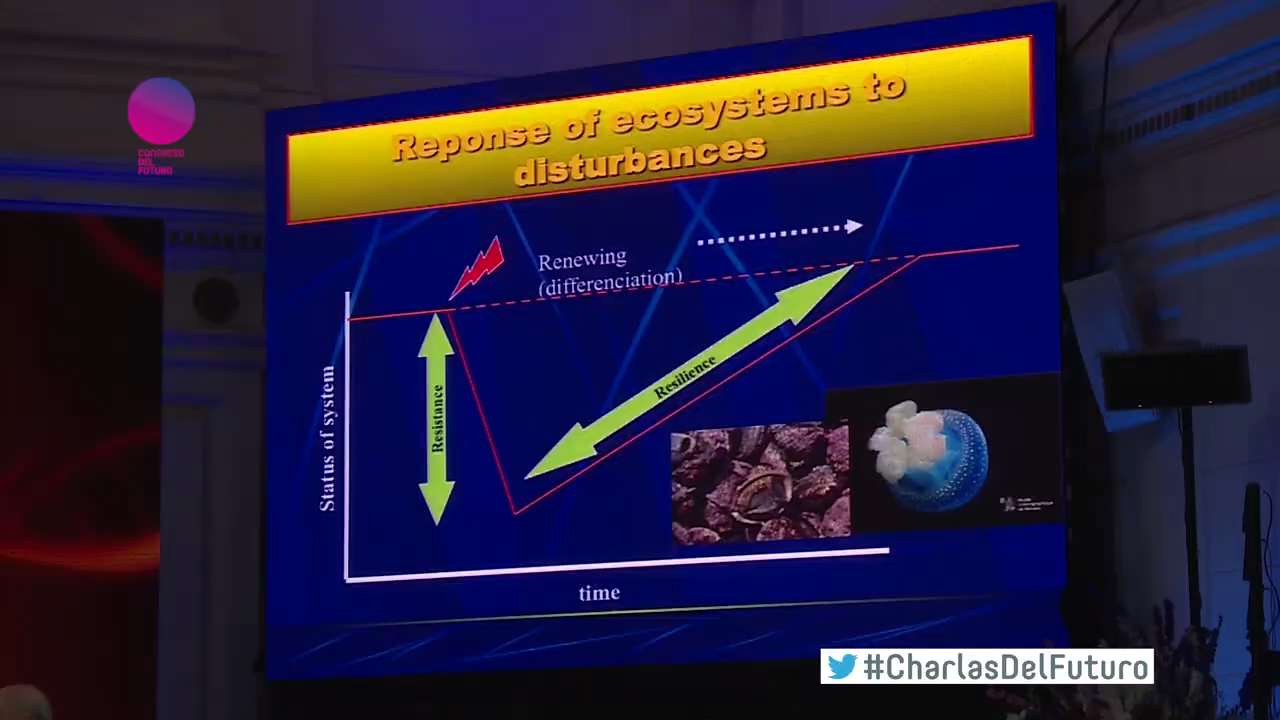 CONGRESO
DEL
FUTURO
Reponse of ecosystems to
disturbances
Renewing
(differenciation)
Status of system
Resistance
Resilience
time
#CharlasDelFuturo